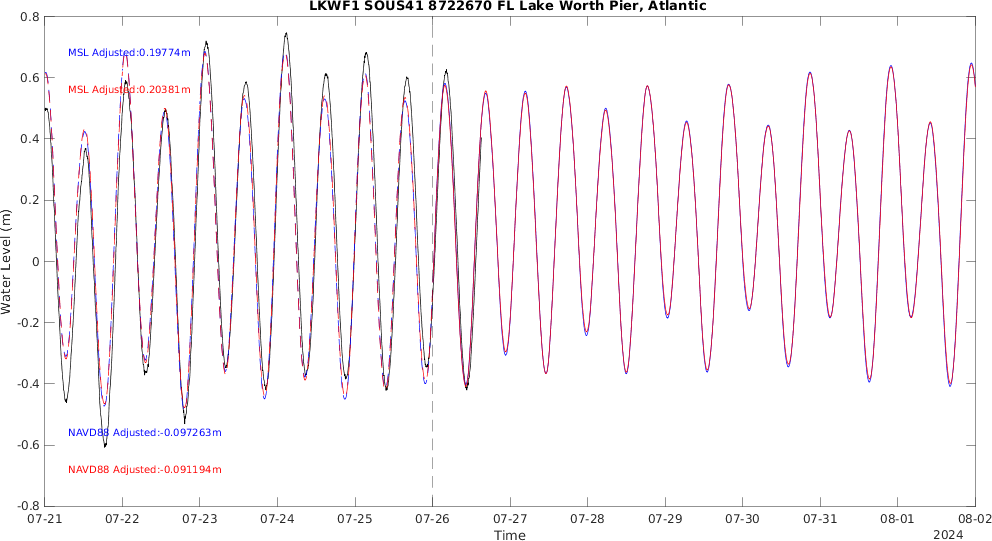 LKWF1 SOUS41 8722670 FL Lake Worth Pier, Atlantic
0.8
0.6
0.4
0.2
0
-0.2
-0.4
-0.6
-0.8
Water Level (m)
MSL Adjusted:0.19774m
MSL Adjusted:0.20381m
NAVD88 Adjusted:-0.097263m
NAVD88 Adjusted:-0.091194m
07-21 07-22 07-23 07-24 07-25 07-26 07-27 07-28 07-29 07-30 07-31 08-01 08-02
Time
2024